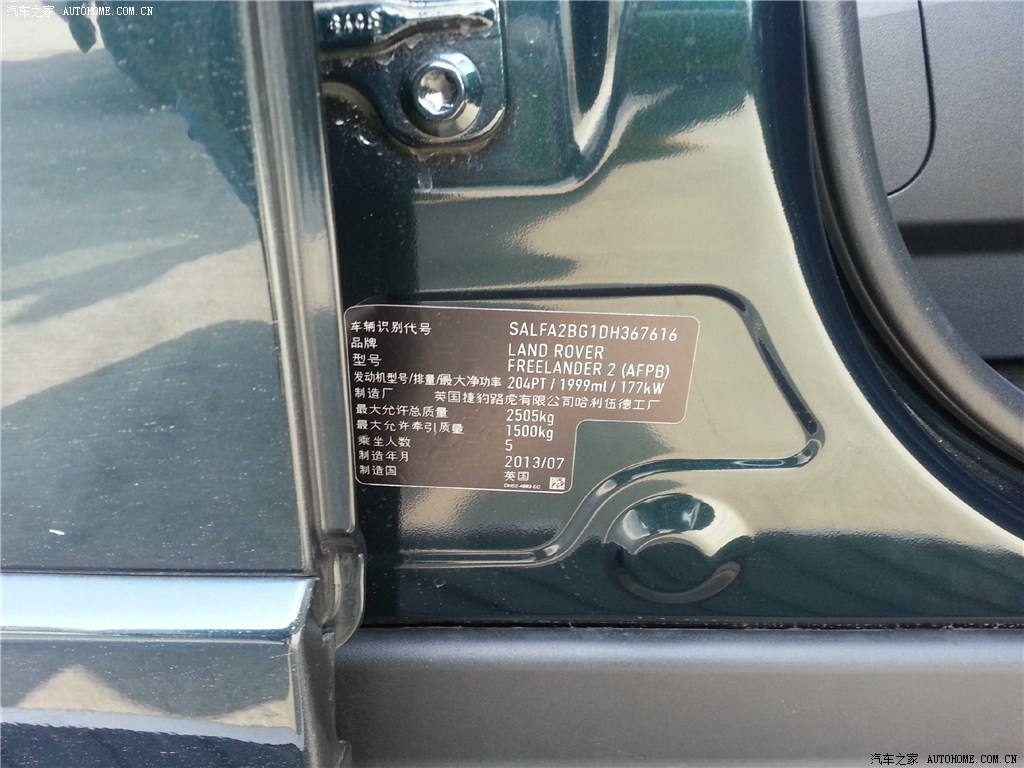 汽车之家 AUTOHOME.COM.CN
车辆识别代号 SALFA2BG1DH367616
品牌 LAND ROVER
型号 FREELANDER 2 (AFPB)
发动机型号/排量/最大净功率 204PT / 1999ml / 177kW
制造厂 英国捷豹路虎有限公司哈利伍德工厂
最大允许总质量 2505kg
最大允许牵引质量 1500kg
乘坐人数 5
制造年月 2013/07
制造国 英国
汽车之家 AUTOHOME.COM.CN